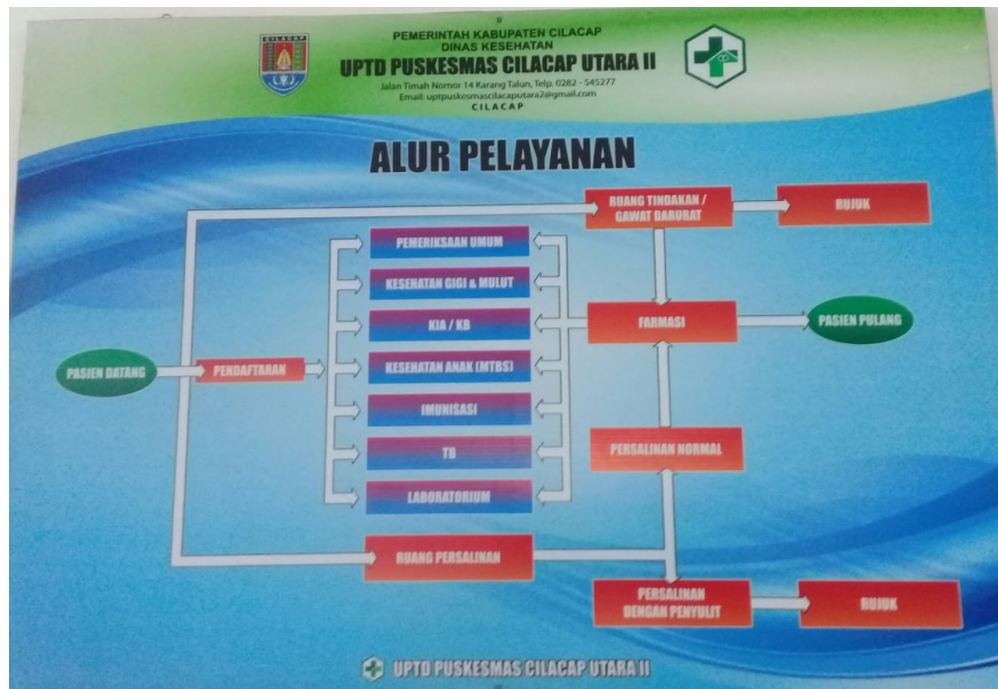 CILACAP
PEMERINTAH KABUPATEN CILACAP
DINAS KESEHATAN
UPTD PUSKESMAS CILACAP UTARA II
Jalan Timah Nomor 14 Karang Talun, Telp. 0282 - 545277
Email: uptpuskesmascilacaputara2@gmail.com
CILACAP
ALUR PELAYANAN
RUANG TINDAKAN /
GAWAT DARURAT
RUJUK
PEMERIKSAAN UMUM
KESEHATAN GIGI & MULUT
KIA / KB
FARMASI
PASIEN PULANG
PASIEN DATANG
PENDAFTARAN
KESEHATAN ANAK (MTBS)
IMUNISASI
TB
PERSALINAN NORMAL
LABORATORIUM
RUANG PERSALINAN
PERSALINAN
DENGAN PENYULIT
RUJUK
UPTD PUSKESMAS CILACAP UTARA II